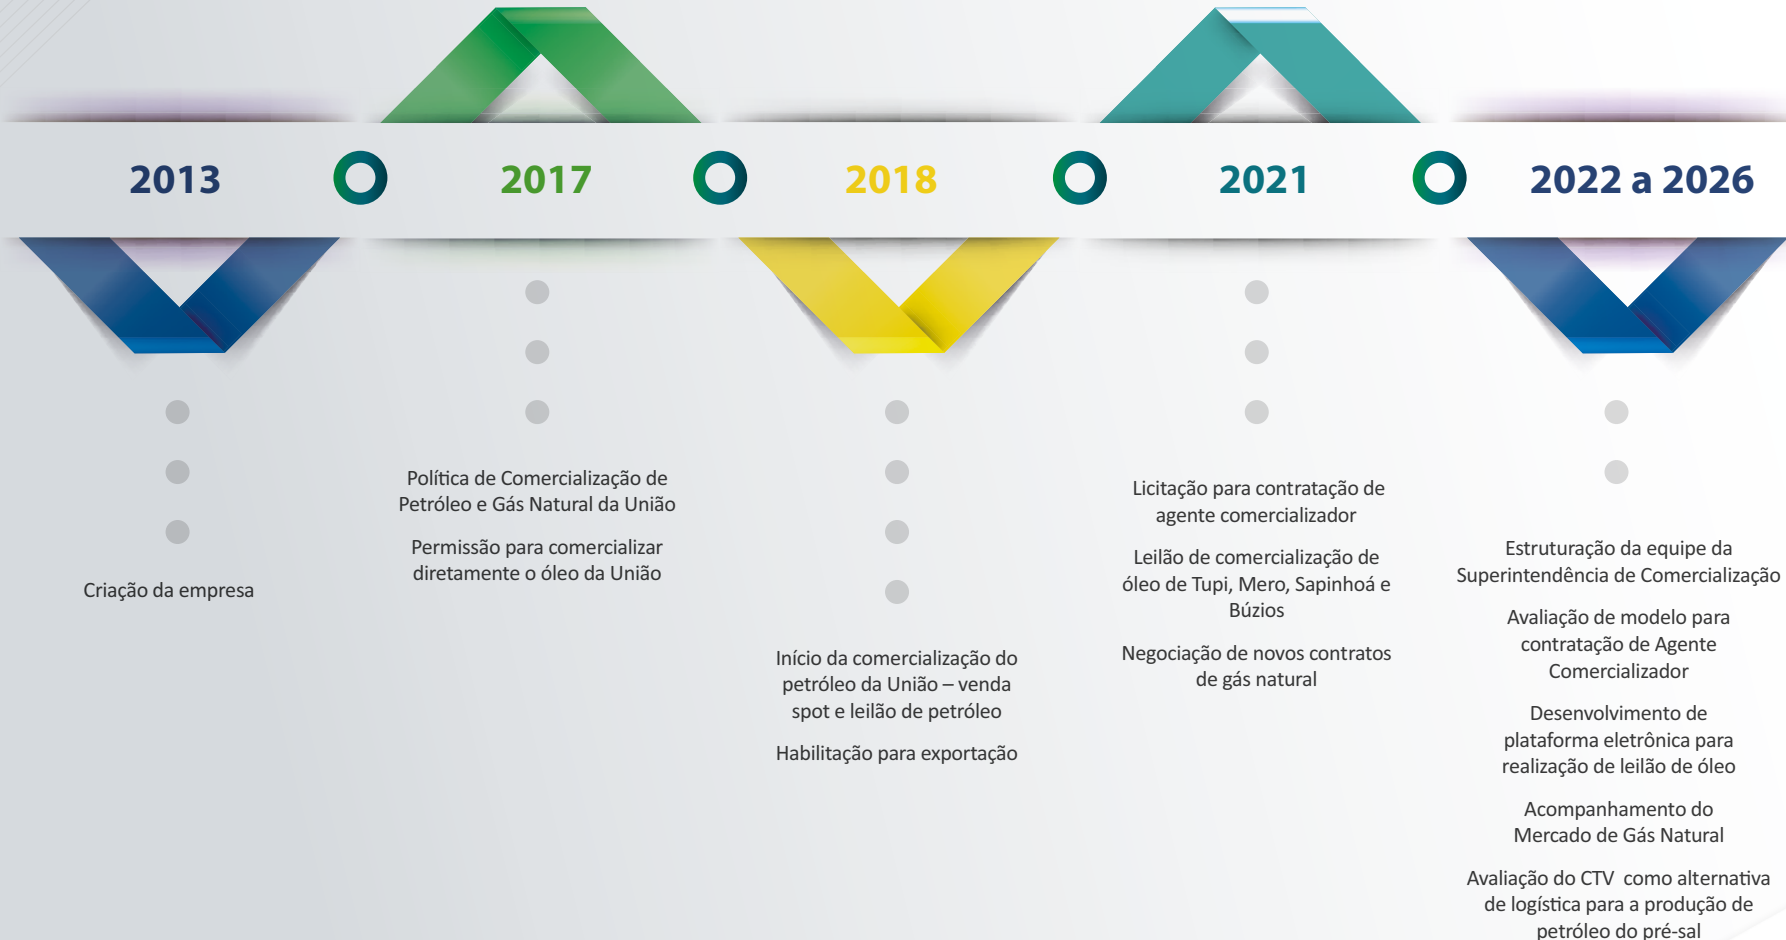 2013
2017
2018
2021
2022 a 2026
Criação da empresa
Política de Comercialização de
Petróleo e Gás Natural da União
Permissão para comercializar
diretamente o óleo da União
Início da comercialização do
petróleo da União – venda
spot e leilão de petróleo
Habilitação para exportação
Licitação para contratação de
agente comercializador
Leilão de comercialização de
óleo de Tupi, Mero, Sapinhoá e
Búzios
Negociação de novos contratos
de gás natural
Estruturação da equipe da
Superintendência de Comercialização
Avaliação de modelo para
contratação de Agente
Comercializador
Desenvolvimento de
plataforma eletrônica para
realização de leilão de óleo
Acompanhamento do
Mercado de Gás Natural
Avaliação do CTV como alternativa
de logística para a produção de
petróleo do pré-sal